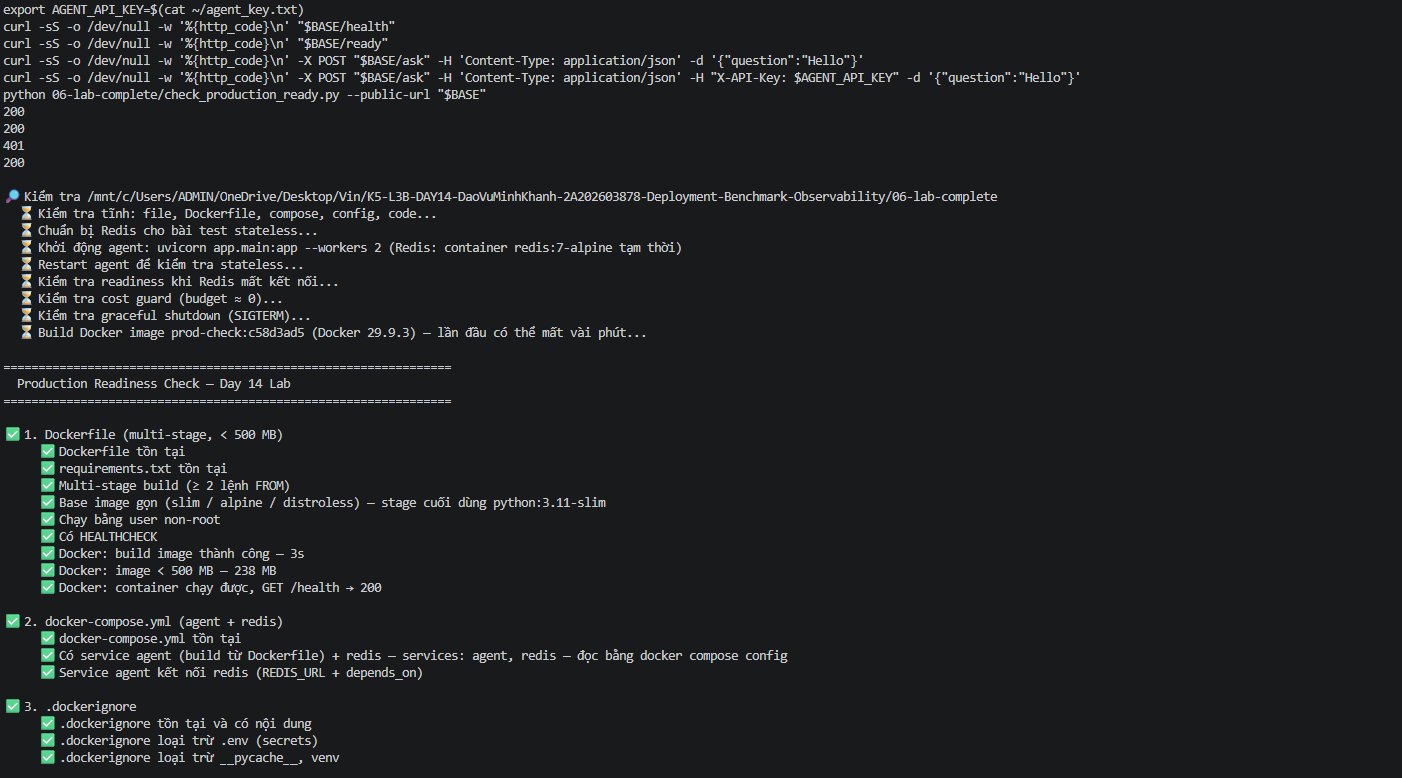 export AGENT_API_KEY=$(cat ~/agent_key.txt)
curl -sS -o /dev/null -w '%{http_code}\n' "$BASE/health"
curl -sS -o /dev/null -w '%{http_code}\n' "$BASE/ready"
curl -sS -o /dev/null -w '%{http_code}\n' -X POST "$BASE/ask" -H 'Content-Type: application/json' -d '{"question":"Hello"}'
curl -sS -o /dev/null -w '%{http_code}\n' -X POST "$BASE/ask" -H 'Content-Type: application/json' -H "X-API-Key: $AGENT_API_KEY" -d '{"question":"Hello"}'
python 06-lab-complete/check_production_ready.py --public-url "$BASE"
200
200
401
200
🔎 Kiểm tra /mnt/c/Users/ADMIN/OneDrive/Desktop/Vin/K5-L3B-DAY14-DaoVuMinhKhanh-2A202603878-Deployment-Benchmark-Observability/06-lab-complete
⏳ Kiểm tra tĩnh: file, Dockerfile, compose, config, code...
⏳ Chuẩn bị Redis cho bài test stateless...
⏳ Khởi động agent: uvicorn app.main:app --workers 2 (Redis: container redis:7-alpine tạm thời)
⏳ Restart agent để kiểm tra stateless...
⏳ Kiểm tra readiness khi Redis mất kết nối...
⏳ Kiểm tra cost guard (budget ≈ 0)...
⏳ Kiểm tra graceful shutdown (SIGTERM)...
⏳ Build Docker image prod-check:c58d3ad5 (Docker 29.9.3) — lần đầu có thể mất vài phút...
============================================================
Production Readiness Check — Day 14 Lab
============================================================
✅ 1. Dockerfile (multi-stage, < 500 MB)
✅ Dockerfile tồn tại
✅ requirements.txt tồn tại
✅ Multi-stage build (≥ 2 lệnh FROM)
✅ Base image gọn (slim / alpine / distroless) — stage cuối dùng python:3.11-slim
✅ Chạy bằng user non-root
✅ Có HEALTHCHECK
✅ Docker: build image thành công — 3s
✅ Docker: image < 500 MB — 238 MB
✅ Docker: container chạy được, GET /health → 200
✅ 2. docker-compose.yml (agent + redis)
✅ docker-compose.yml tồn tại
✅ Có service agent (build từ Dockerfile) + redis — services: agent, redis — đọc bằng docker compose config
✅ Service agent kết nối redis (REDIS_URL + depends_on)
✅ 3. .dockerignore
✅ .dockerignore tồn tại và có nội dung
✅ .dockerignore loại trừ .env (secrets)
✅ .dockerignore loại trừ __pycache__, venv